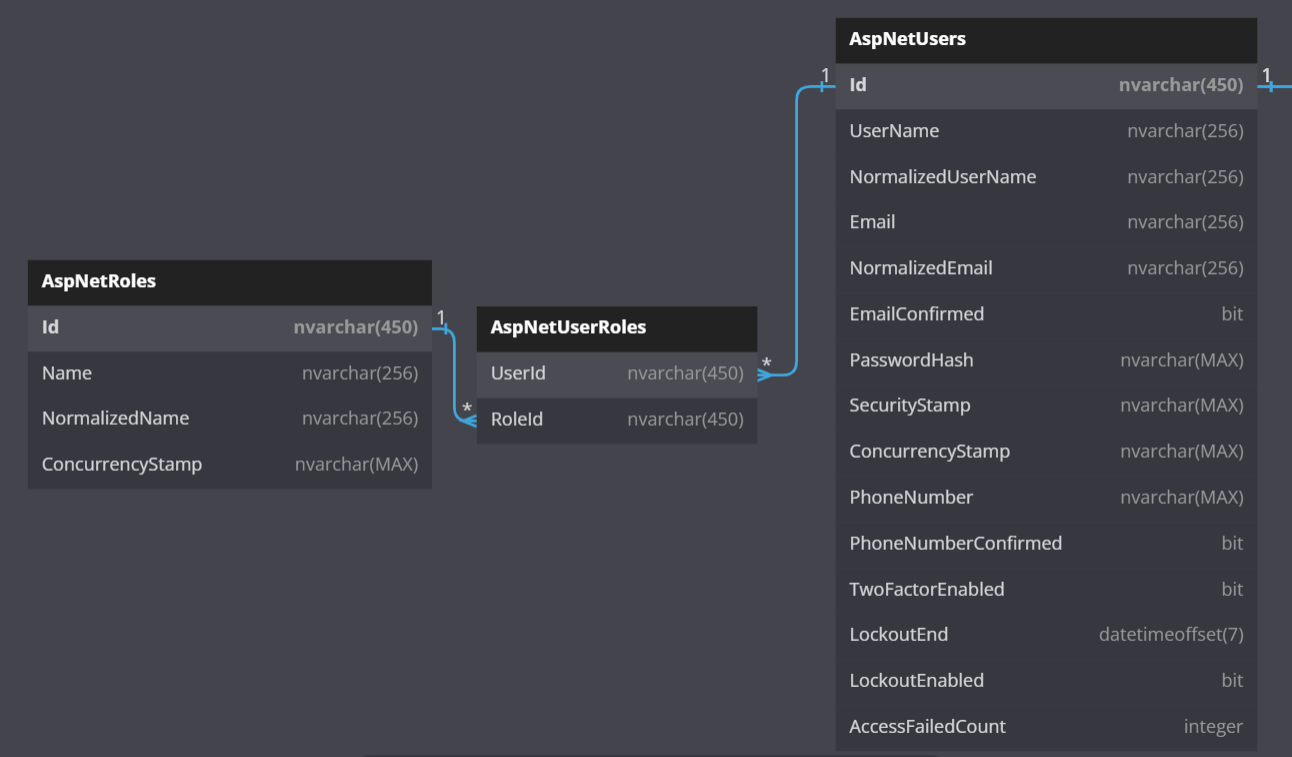 AspNetUsers
1
Id nvarchar(450)
1
UserName nvarchar(256)
NormalizedUserName nvarchar(256)
Email nvarchar(256)
NormalizedEmail nvarchar(256)
EmailConfirmed bit
PasswordHash nvarchar(MAX)
SecurityStamp nvarchar(MAX)
ConcurrencyStamp nvarchar(MAX)
PhoneNumber nvarchar(MAX)
PhoneNumberConfirmed bit
TwoFactorEnabled bit
LockoutEnd datetimeoffset(7)
LockoutEnabled bit
AccessFailedCount integer
AspNetRoles
Id nvarchar(450)
1
Name nvarchar(256)
NormalizedName nvarchar(256)
ConcurrencyStamp nvarchar(MAX)
AspNetUserRoles
UserId nvarchar(450)
*
*
RoleId nvarchar(450)